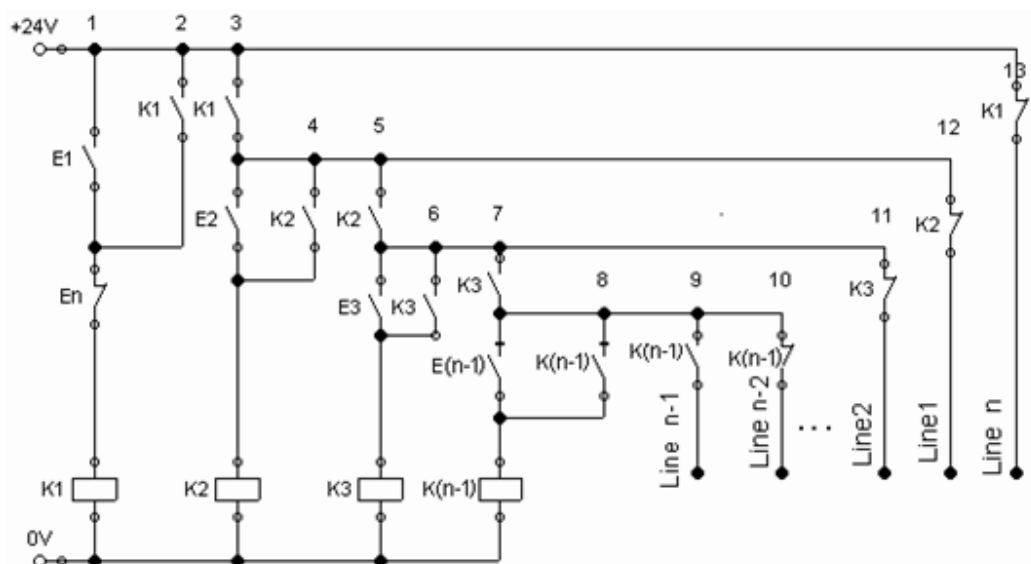 +24V 1 2 3
13
K1 K1 K1
4 5 12
E1
E2 K2 K2 6 7 11 K2
En E3 K3 K3 8 9 10 K3
E(n-1) K(n-1) K(n-1) K(n-1)
Line n-1 Line n-2 ... Line2 Line1 Line n
K1 K2 K3 K(n-1)
0V